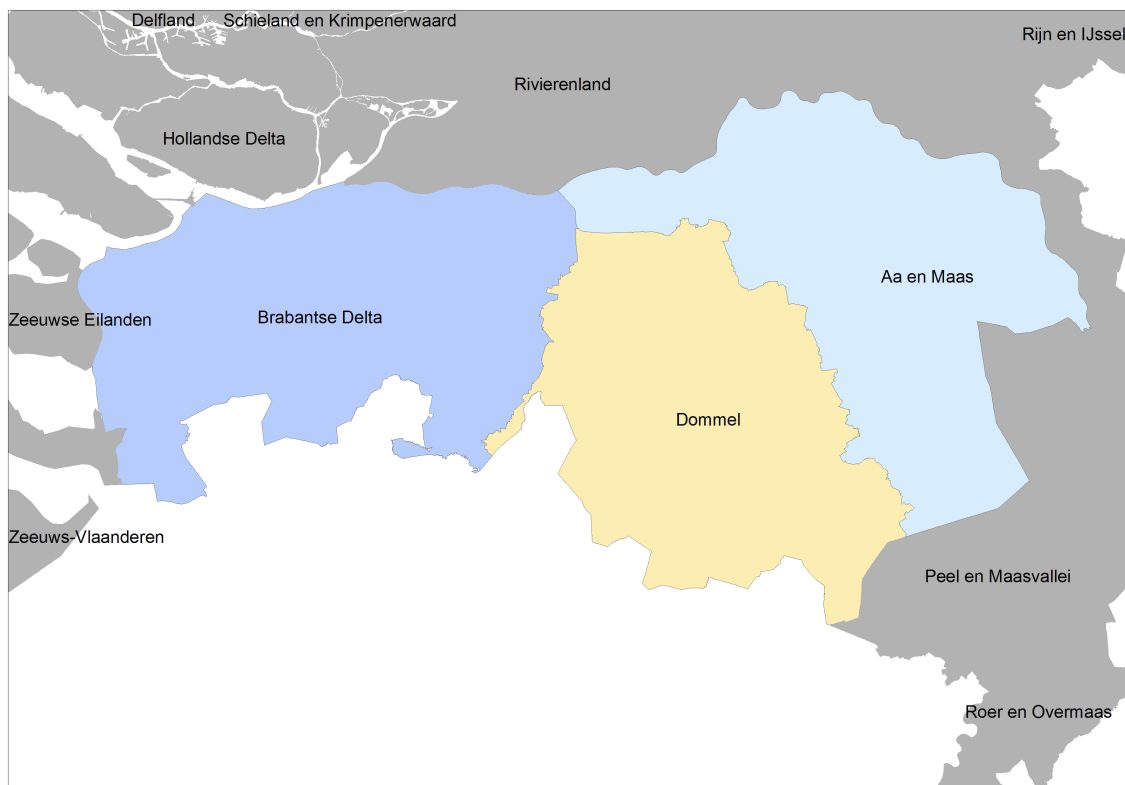 Delfland
Schieland en Krimpenerwaard
Rijn en IJssel
Rivierenland
Hollandse Delta
Aa en Maas
Zeeuwse Eilanden
Brabantse Delta
Dommel
Zeeuws-Vlaanderen
Peel en Maasvallei
Roer en Overmaas